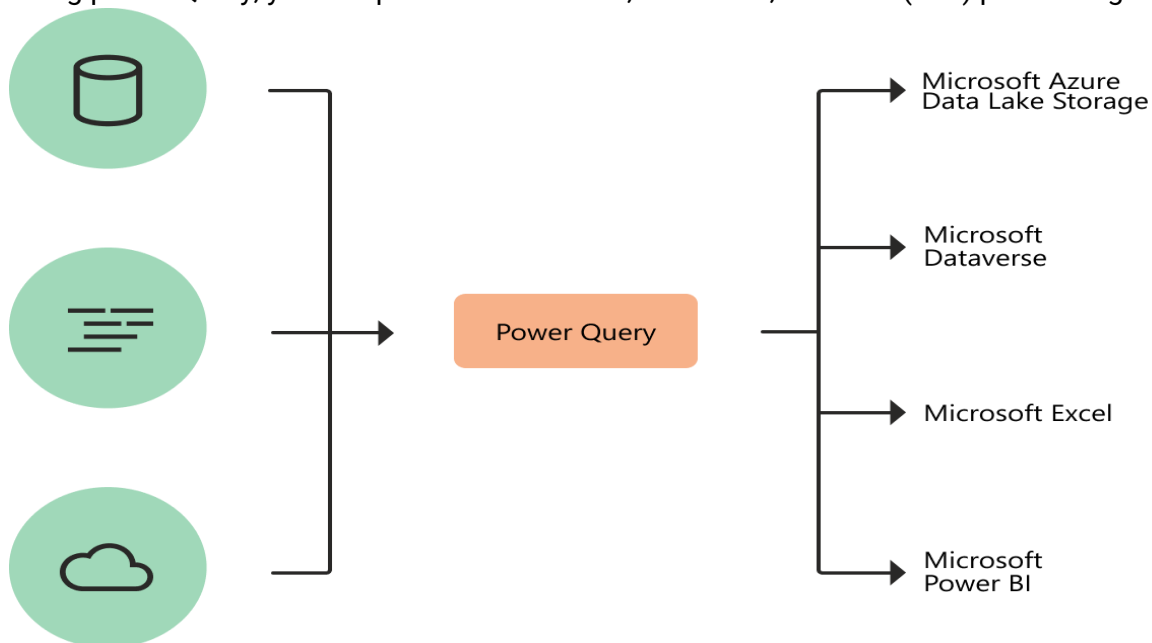 Power Query
Microsoft Azure
Data Lake Storage
Microsoft
Dataverse
Microsoft Excel
Microsoft
Power BI